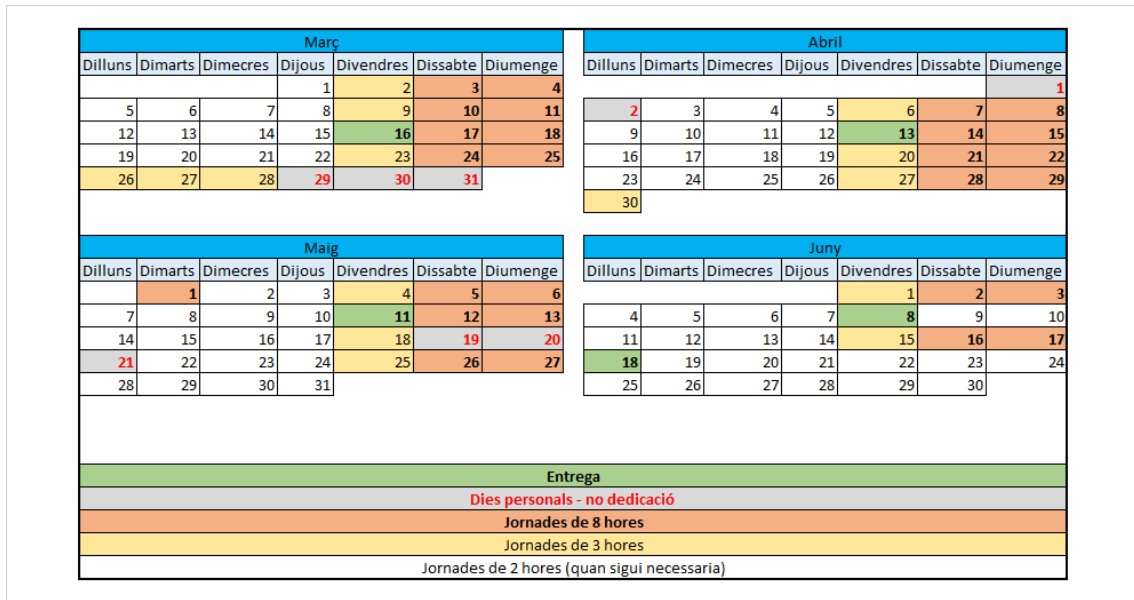 Març
Dilluns Dimarts Dimecres Dijous Divendres Dissabte Diumenge
1 2 3 4
5 6 7 8 9 10 11
12 13 14 15 16 17 18
19 20 21 22 23 24 25
26 27 28 29 30 31
Abril
Dilluns Dimarts Dimecres Dijous Divendres Dissabte Diumenge
1
2 3 4 5 6 7 8
9 10 11 12 13 14 15
16 17 18 19 20 21 22
23 24 25 26 27 28 29
30
Maig
Dilluns Dimarts Dimecres Dijous Divendres Dissabte Diumenge
1 2 3 4 5 6
7 8 9 10 11 12 13
14 15 16 17 18 19 20
21 22 23 24 25 26 27
28 29 30 31
Juny
Dilluns Dimarts Dimecres Dijous Divendres Dissabte Diumenge
1 2 3
4 5 6 7 8 9 10
11 12 13 14 15 16 17
18 19 20 21 22 23 24
25 26 27 28 29 30
Entrega
Dies personals - no dedicació
Jornades de 8 hores
Jornades de 3 hores
Jornades de 2 hores (quan sigui necessaria)